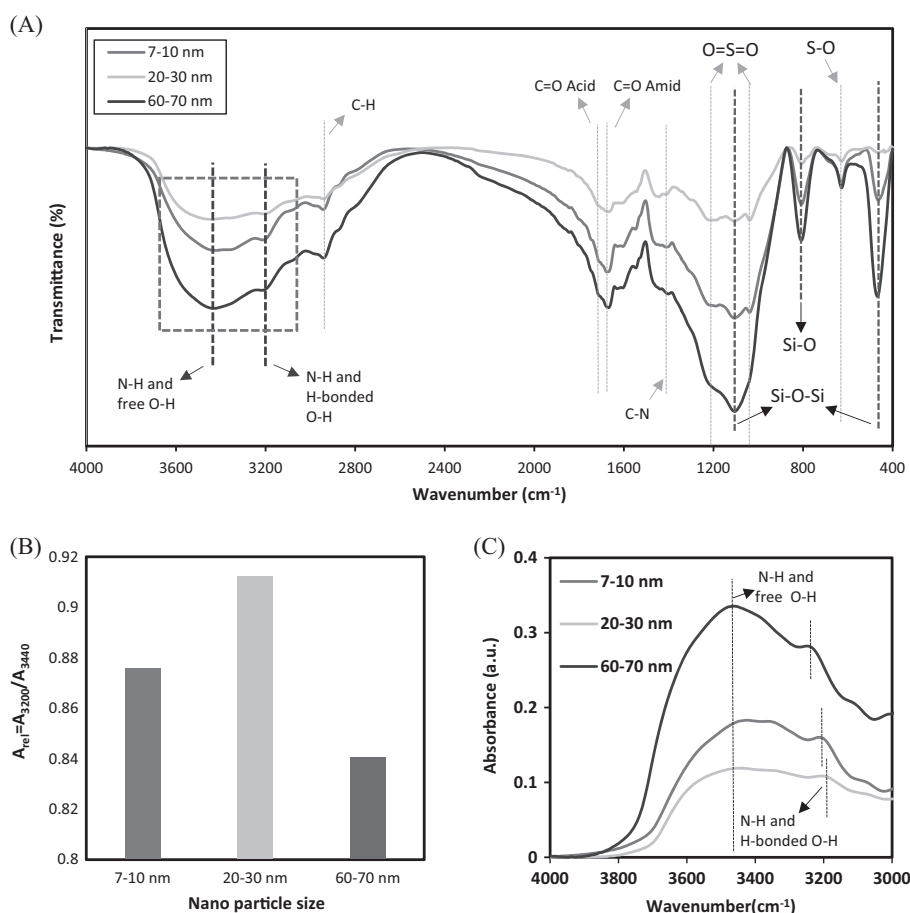 (A)
7-10 nm
20-30 nm
60-70 nm
C-H
C=O Acid
C=O Amid
O=S=O
S-O
Transmittance (%)
N-H and
free O-H
N-H and
H-bonded
O-H
C-N
Si-O
Si-O-Si
4000 3600 3200 2800 2400 2000 1600 1200 800 400
Wavenumber (cm⁻¹)
(B)
0.92
0.9
0.88
0.86
0.84
0.82
0.8
A_rel=A_3200/A_3440
7-10 nm 20-30 nm 60-70 nm
Nano particle size
(C)
0.4
0.3
0.2
0.1
0
Absorbance (a.u.)
7-10 nm
20-30 nm
60-70 nm
N-H and
free O-H
N-H and
H-bonded O-H
4000 3800 3600 3400 3200 3000
Wavenumber(cm⁻¹)